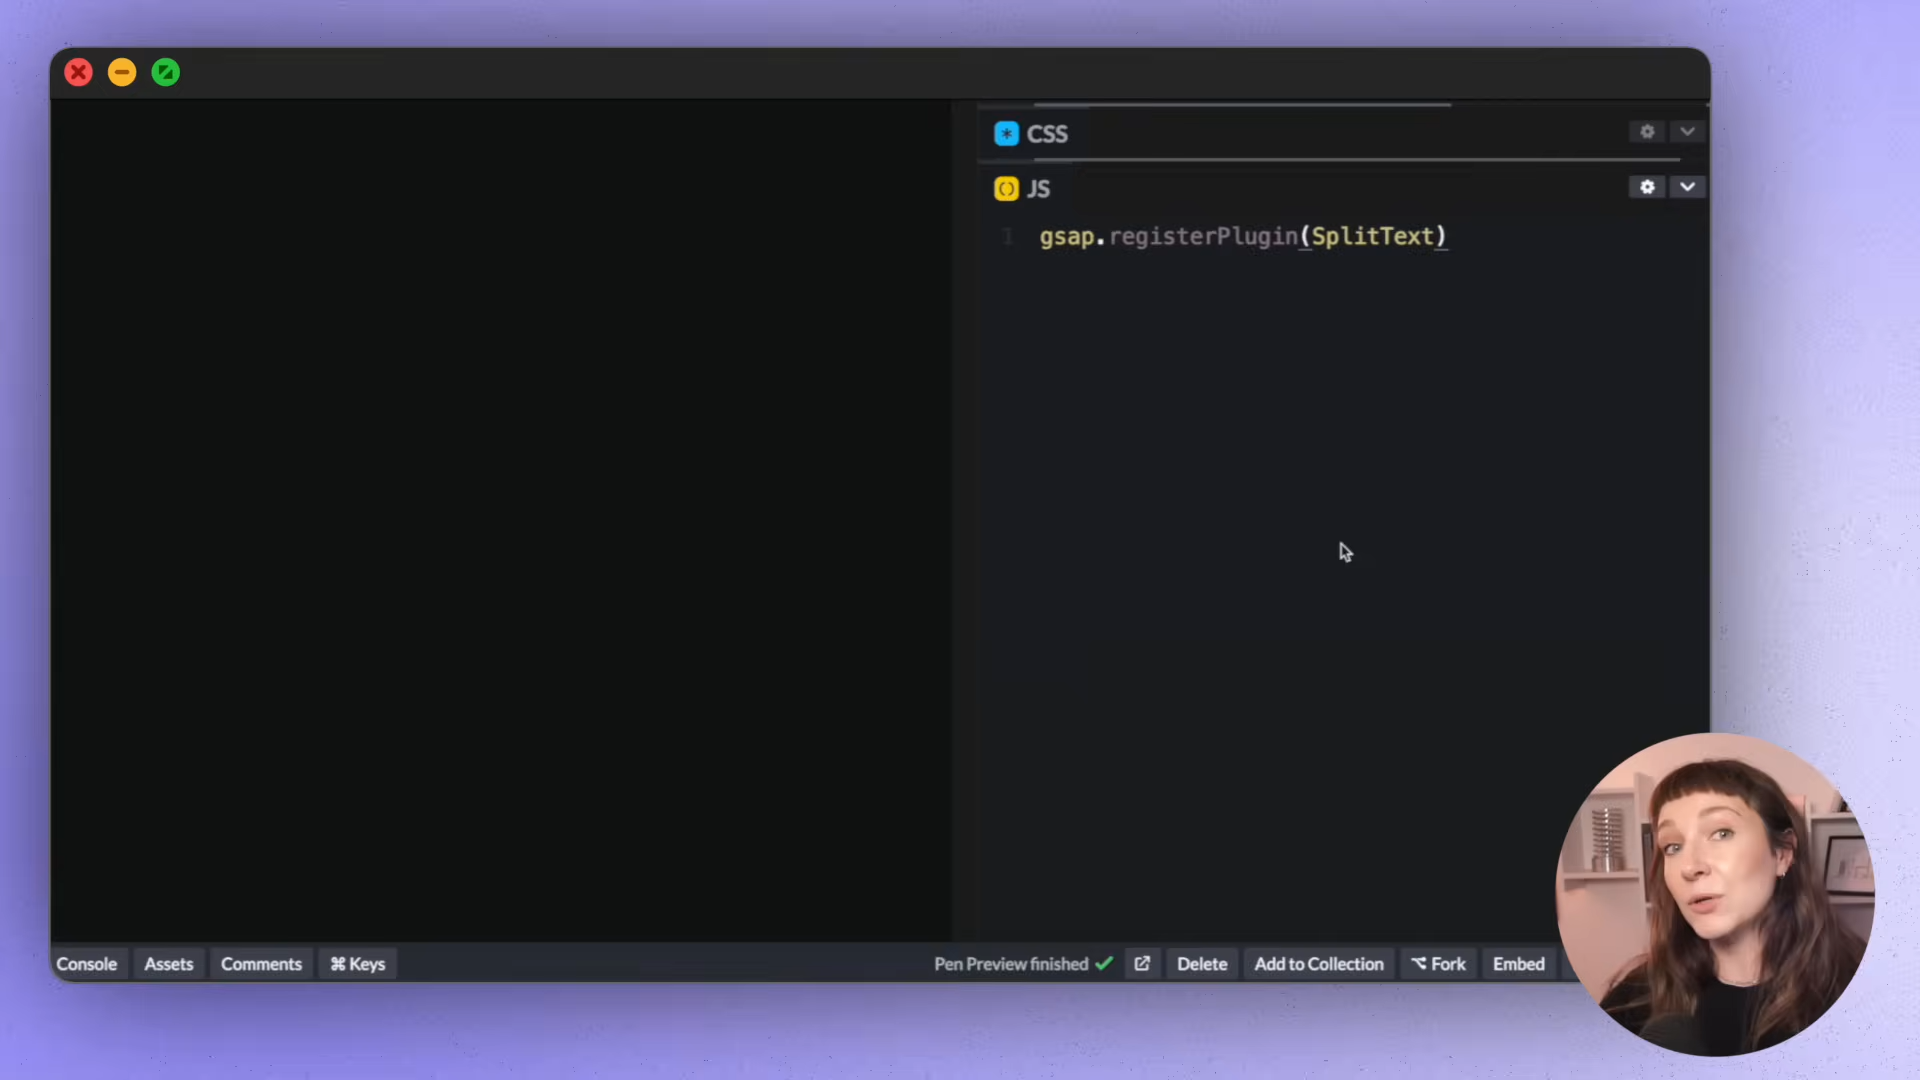 CSS
JS
1 gsap.registerPlugin(SplitText)
Console Assets Comments ⌘ Keys Pen Preview finished Delete Add to Collection Fork Embed